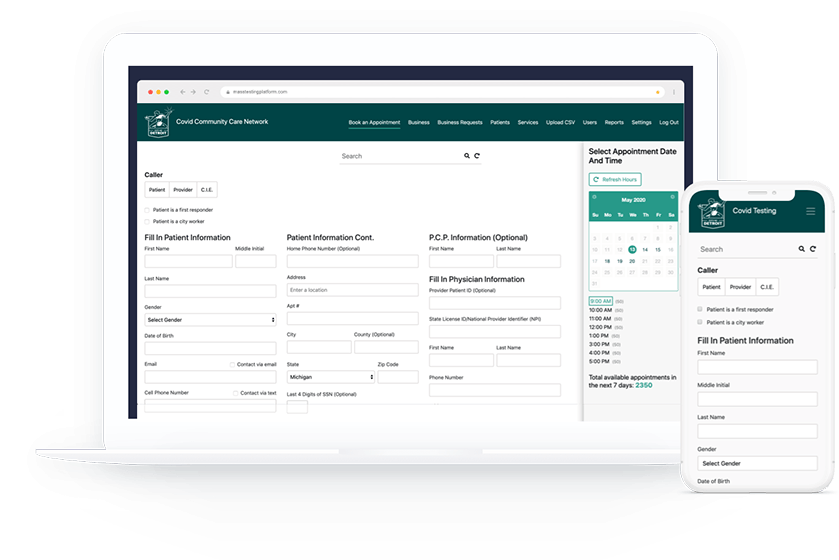 masstestingplatform.com
DETROIT
Covid Community Care Network
Book an Appointment Business Business Requests Patients Services Upload CSV Users Reports Settings Log Out
Search
Caller
Patient Provider C.I.E.
Patient is a first responder
Patient is a city worker
Fill In Patient Information
First Name Middle Initial
Last Name
Gender
Select Gender
Date of Birth
Email Contact via email
Cell Phone Number Contact via text
Patient Information Cont.
Home Phone Number (Optional)
Address
Enter a location
Apt #
City County (Optional)
State Zip Code
Michigan
Last 4 Digits of SSN (Optional)
P.C.P. Information (Optional)
First Name Last Name
Fill In Physician Information
Provider Patient ID (Optional)
State License ID/National Provider Identifier (NPI)
First Name Last Name
Phone Number
Select Appointment Date
And Time
Refresh Hours
May 2020
Su Mo Tu We Th Fr Sa
1 2
3 4 5 6 7 8 9
10 11 12 13 14 15 16
17 18 19 20 21 22 23
24 25 26 27 28 29 30
31
9:00 AM (50)
10:00 AM (50)
11:00 AM (50)
12:00 PM (50)
1:00 PM (50)
3:00 PM (50)
4:00 PM (50)
5:00 PM (50)
Total available appointments in
the next 7 days: 2350
DETROIT
Covid Testing
Search
Caller
Patient Provider C.I.E.
Patient is a first responder
Patient is a city worker
Fill In Patient Information
First Name
Middle Initial
Last Name
Gender
Select Gender
Date of Birth